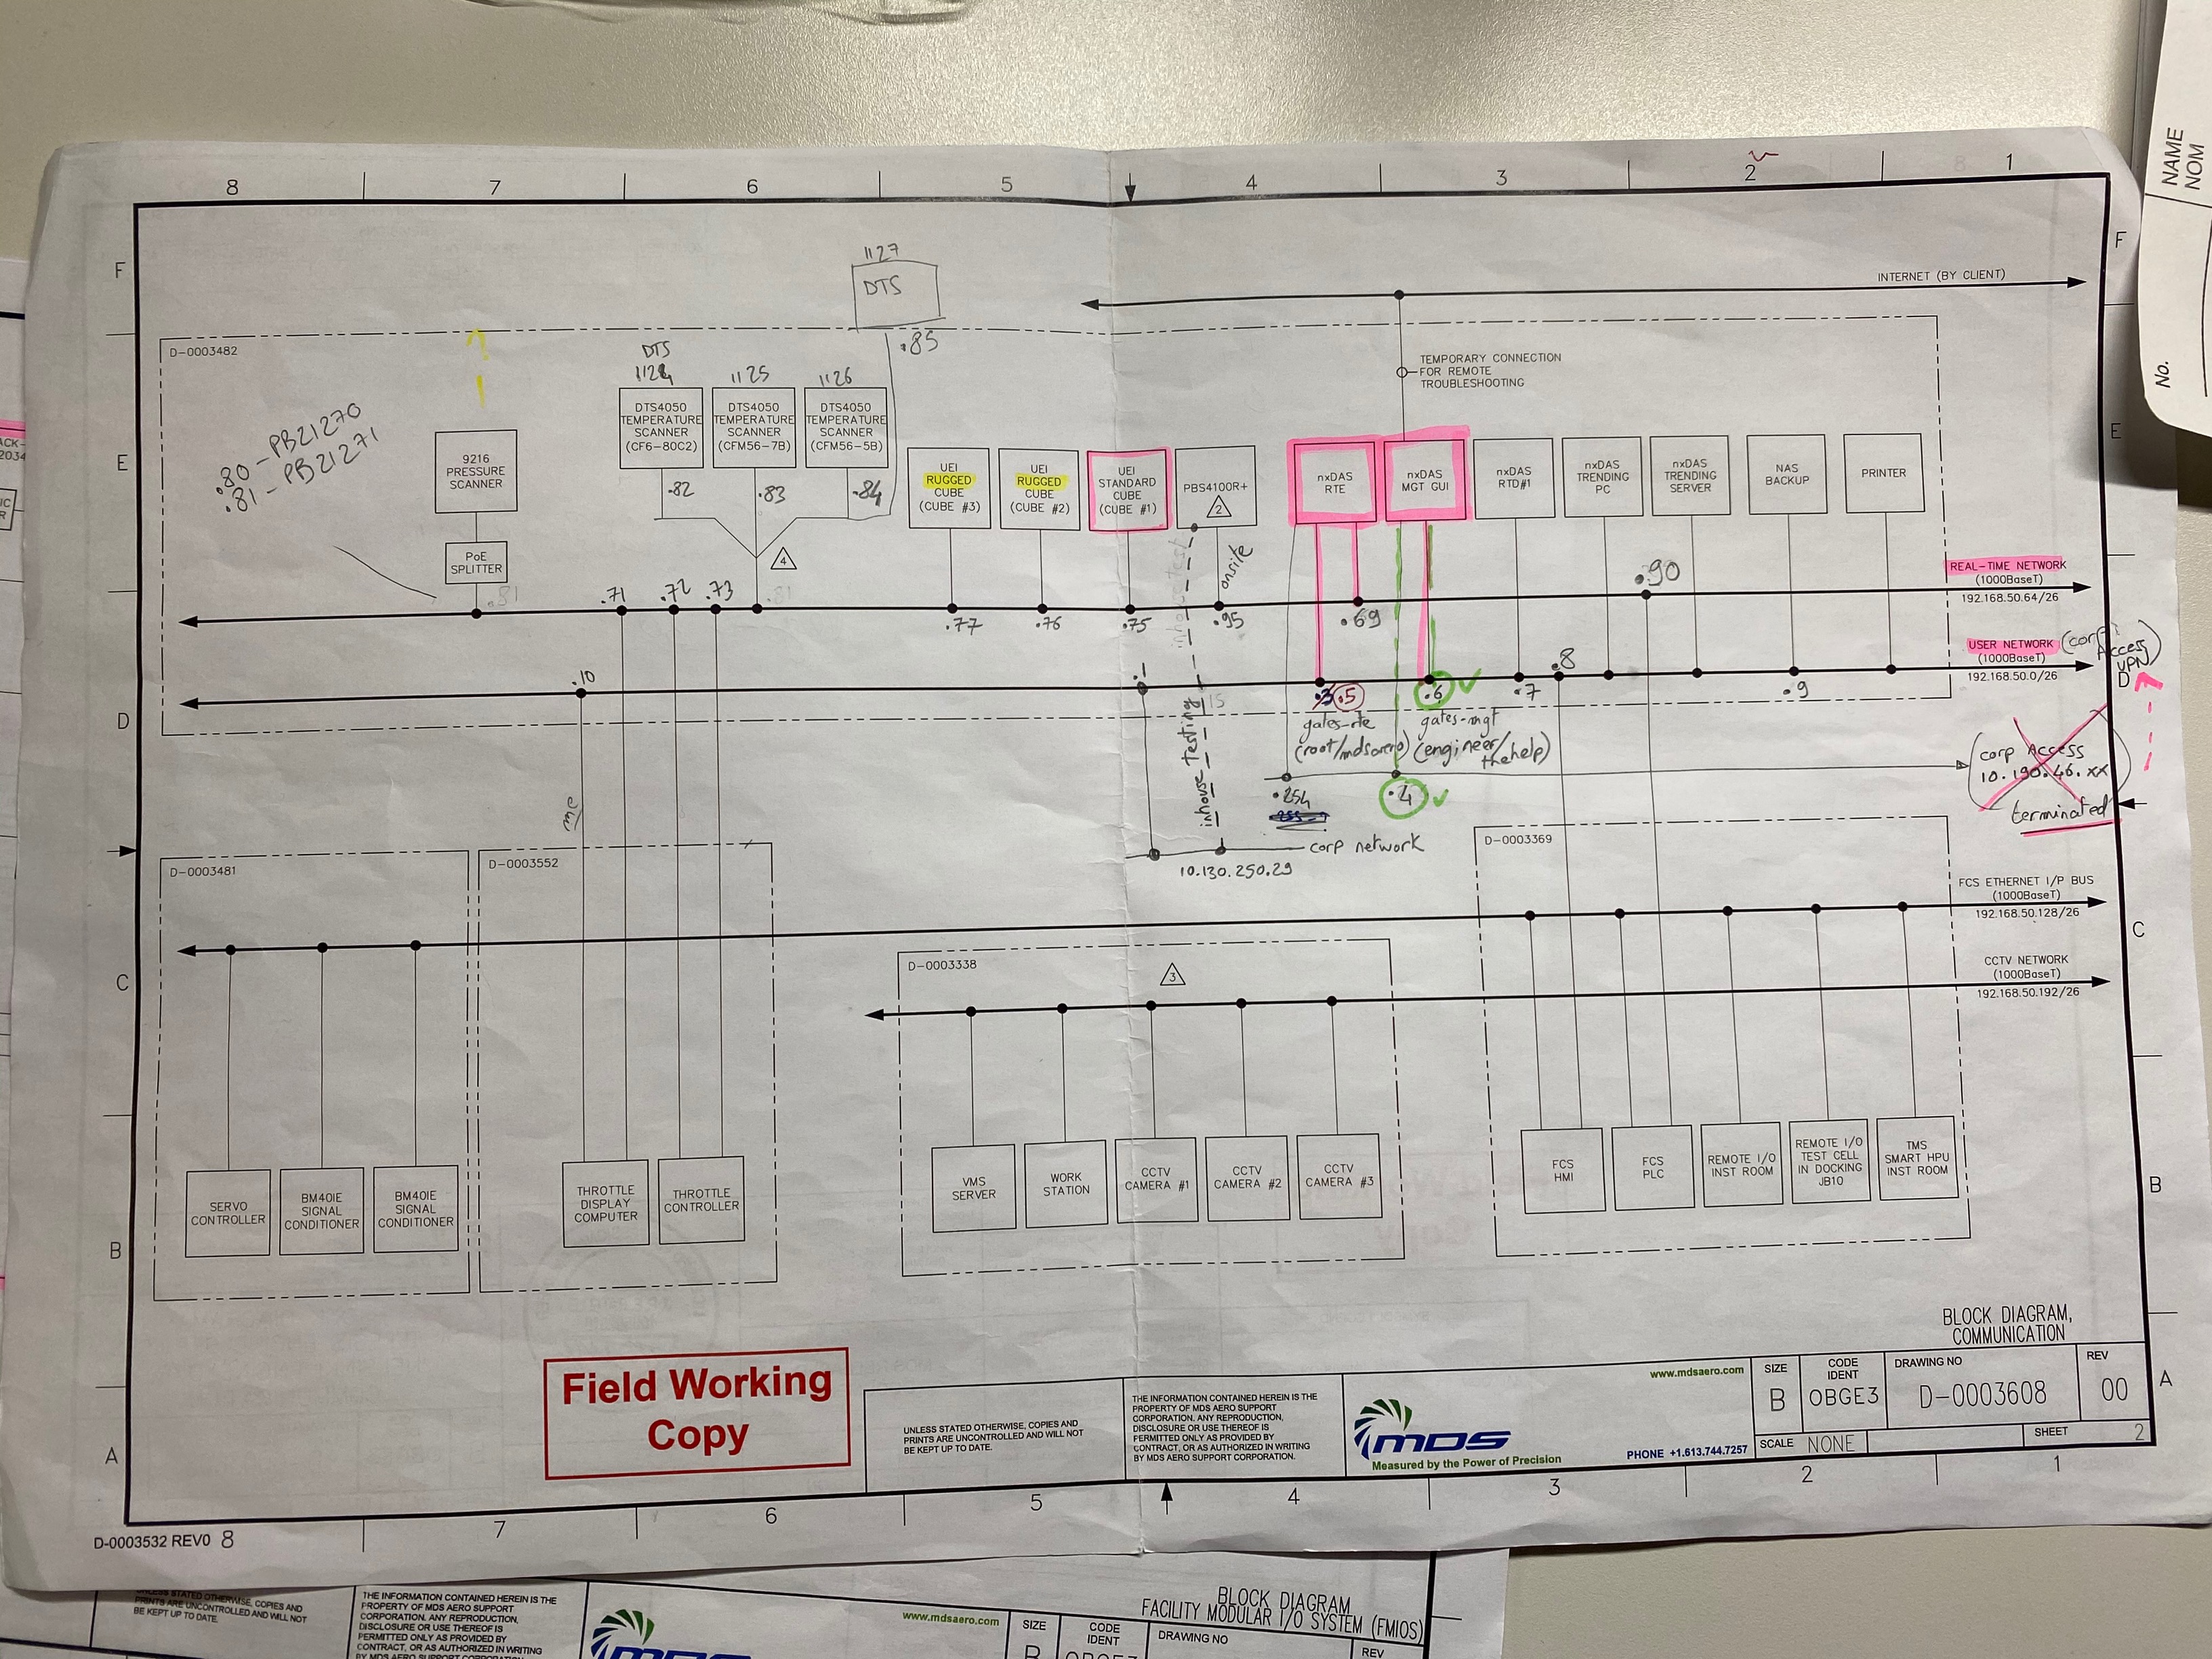 NAME
NOM
No.
8
7
6
5
4
3
2
1
F
F
1127
DTS
.85
INTERNET (BY CLIENT)
TEMPORARY CONNECTION
FOR REMOTE
TROUBLESHOOTING
D-0003482
.80 - PB21270
.81 - PB21271
E
E
9216
PRESSURE
SCANNER
PoE
SPLITTER
.81
DTS
1124
DTS4050
TEMPERATURE
SCANNER
(CF6-80C2)
.82
1125
DTS4050
TEMPERATURE
SCANNER
(CFM56-7B)
.83
1126
DTS4050
TEMPERATURE
SCANNER
(CFM56-5B)
.84
4
.81
UEI
RUGGED
CUBE
(CUBE #3)
UEI
RUGGED
CUBE
(CUBE #2)
UEI
STANDARD
CUBE
(CUBE #1)
PBS4100R+
2
onsite
nxDAS
RTE
nxDAS
MGT GUI
nxDAS
RTD#1
nxDAS
TRENDING
PC
nxDAS
TRENDING
SERVER
NAS
BACKUP
PRINTER
.71
.72
.73
.77
.76
.75
.95
.69
.90
REAL-TIME NETWORK
(1000BaseT)
192.168.50.64/26
USER NETWORK
(1000BaseT)
192.168.50.0/26
(corp
Access
VPN)
D
D
.10
.1
15
inhouse Testing
.3
.5
.6
.7
.8
.9
gates-rte
(root/mdsaero)
gates-mgt
(engineer/
thehelp)
.254
.4
corp Access
10.190.46.xx
terminated
corp network
10.130.250.29
D-0003481
D-0003552
D-0003369
FCS ETHERNET I/P BUS
(1000BaseT)
192.168.50.128/26
C
C
D-0003338
3
CCTV NETWORK
(1000BaseT)
192.168.50.192/26
B
B
SERVO
CONTROLLER
BM40IE
SIGNAL
CONDITIONER
BM40IE
SIGNAL
CONDITIONER
THROTTLE
DISPLAY
COMPUTER
THROTTLE
CONTROLLER
VMS
SERVER
WORK
STATION
CCTV
CAMERA #1
CCTV
CAMERA #2
CCTV
CAMERA #3
FCS
HMI
FCS
PLC
REMOTE I/O
INST ROOM
REMOTE I/O
TEST CELL
IN DOCKING
JB10
TMS
SMART HPU
INST ROOM
BLOCK DIAGRAM,
COMMUNICATION
A
A
Field Working
Copy
UNLESS STATED OTHERWISE, COPIES AND
PRINTS ARE UNCONTROLLED AND WILL NOT
BE KEPT UP TO DATE.
THE INFORMATION CONTAINED HEREIN IS THE
PROPERTY OF MDS AERO SUPPORT
CORPORATION. ANY REPRODUCTION,
DISCLOSURE OR USE THEREOF IS
PERMITTED ONLY AS PROVIDED BY
CONTRACT, OR AS AUTHORIZED IN WRITING
BY MDS AERO SUPPORT CORPORATION.
www.mdsaero.com
MDS
Measured by the Power of Precision
PHONE +1.613.744.7257
SIZE
B
CODE
IDENT
OBGE3
DRAWING NO
D-0003608
REV
00
SCALE NONE
SHEET
2
7
6
5
4
3
2
1
D-0003532 REV0 8
UNLESS STATED OTHERWISE, COPIES AND
PRINTS ARE UNCONTROLLED AND WILL NOT
BE KEPT UP TO DATE.
THE INFORMATION CONTAINED HEREIN IS THE
PROPERTY OF MDS AERO SUPPORT
CORPORATION. ANY REPRODUCTION,
DISCLOSURE OR USE THEREOF IS
PERMITTED ONLY AS PROVIDED BY
CONTRACT, OR AS AUTHORIZED IN WRITING
www.mdsaero.com
BLOCK DIAGRAM
FACILITY MODULAR I/O SYSTEM (FMIOS)
SIZE
CODE
IDENT
DRAWING NO
REV